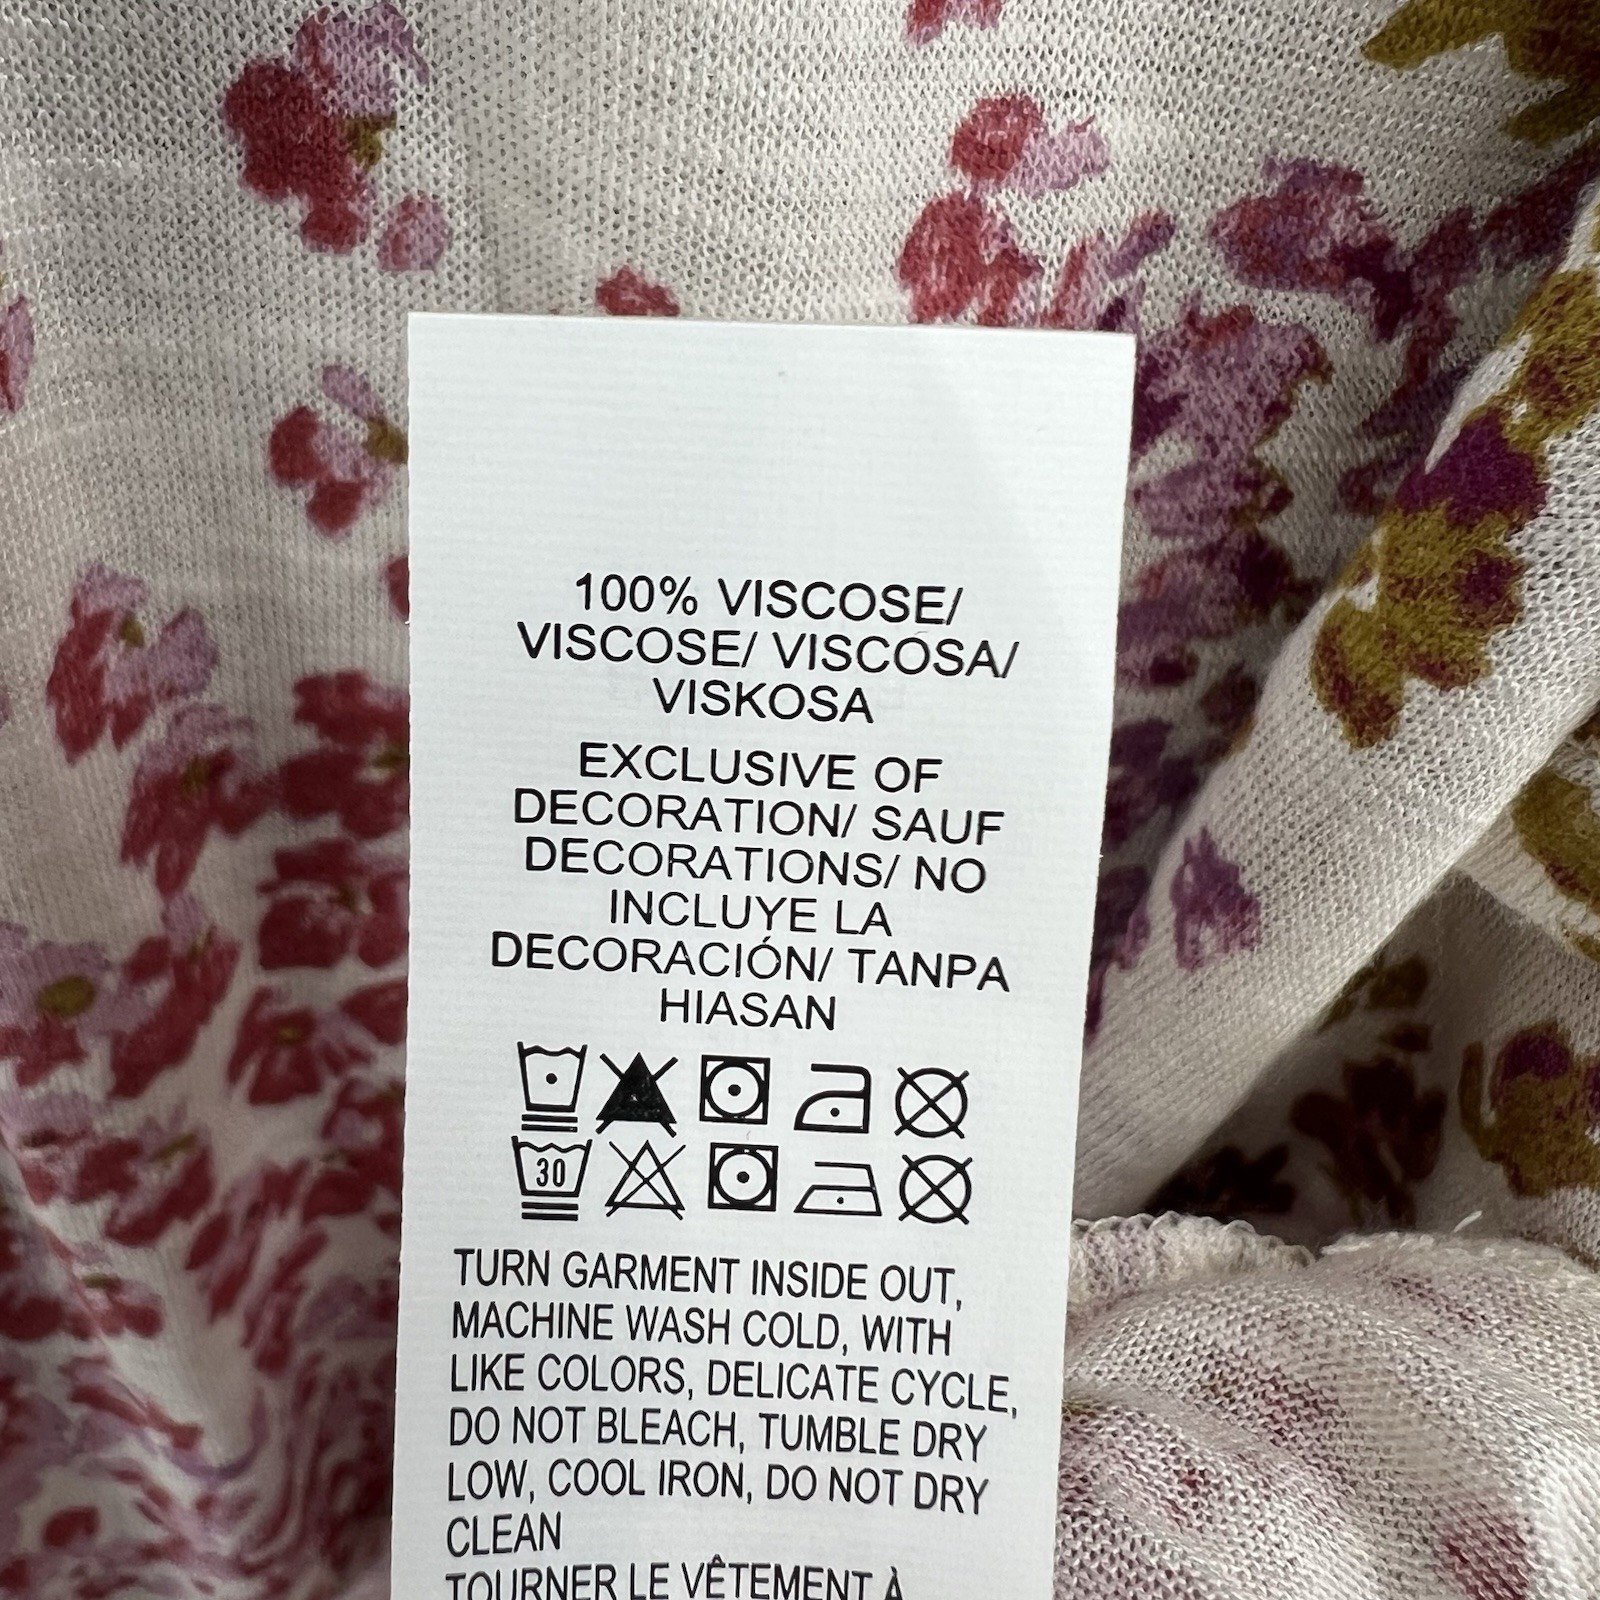 100% VISCOSE/
VISCOSE/ VISCOSA/
VISKOSA
EXCLUSIVE OF
DECORATION/ SAUF
DECORATIONS/ NO
INCLUYE LA
DECORACIÓN/ TANPA
HIASAN
30
TURN GARMENT INSIDE OUT,
MACHINE WASH COLD, WITH
LIKE COLORS, DELICATE CYCLE,
DO NOT BLEACH, TUMBLE DRY
LOW, COOL IRON, DO NOT DRY
CLEAN
TOURNER LE VÊTEMENT À